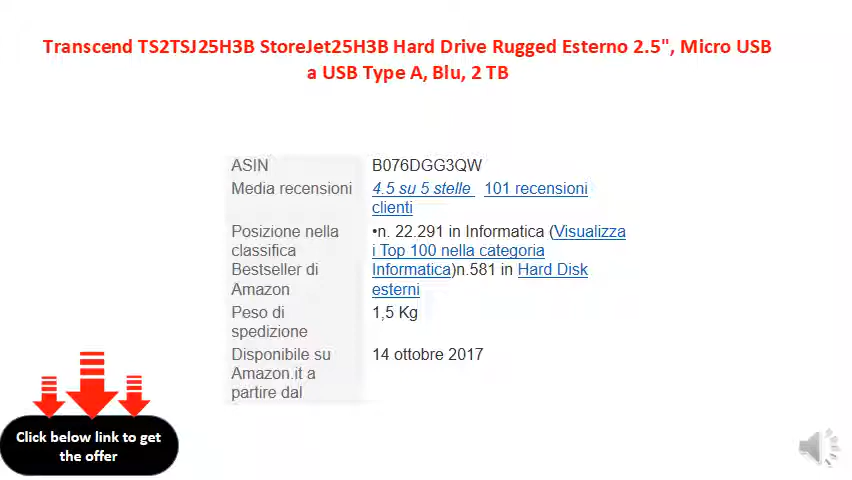 Transcend TS2TSJ25H3B StoreJet25H3B Hard Drive Rugged Esterno 2.5", Micro USB
a USB Type A, Blu, 2 TB
ASIN B076DGG3QW
Media recensioni 4.5 su 5 stelle 101 recensioni
clienti
Posizione nella •n. 22.291 in Informatica (Visualizza
classifica i Top 100 nella categoria
Bestseller di Informatica)n.581 in Hard Disk
Amazon esterni
Peso di 1,5 Kg
spedizione
Disponibile su 14 ottobre 2017
Amazon.it a
partire dal
Click below link to get
the offer